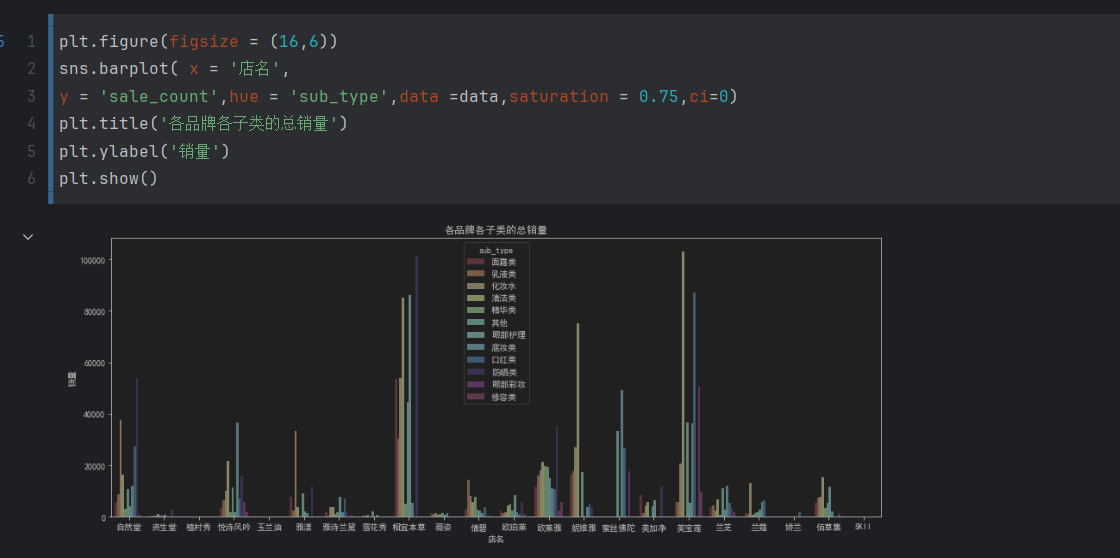 5
1 plt.figure(figsize = (16,6))
2 sns.barplot( x = '店名',
3 y = 'sale_count',hue = 'sub_type',data =data,saturation = 0.75,ci=0)
4 plt.title('各品牌各子类的总销量')
5 plt.ylabel('销量')
6 plt.show()
各品牌各子类的总销量
sub_type
面霜类
乳液类
化妆水
清洁类
精华类
其他
眼部护理
底妆类
口红类
防晒类
眼部彩妆
修容类
销量
100000
80000
60000
40000
20000
0
自然堂 资生堂 植村秀 悦诗风吟 玉兰油 雅漾 雅诗兰黛 雪花秀 相宜本草 薇姿 倩碧 欧珀莱 欧莱雅 妮维雅 蜜丝佛陀 美加净 美宝莲 兰芝 兰蔻 娇兰 佰草集 SKII
店名